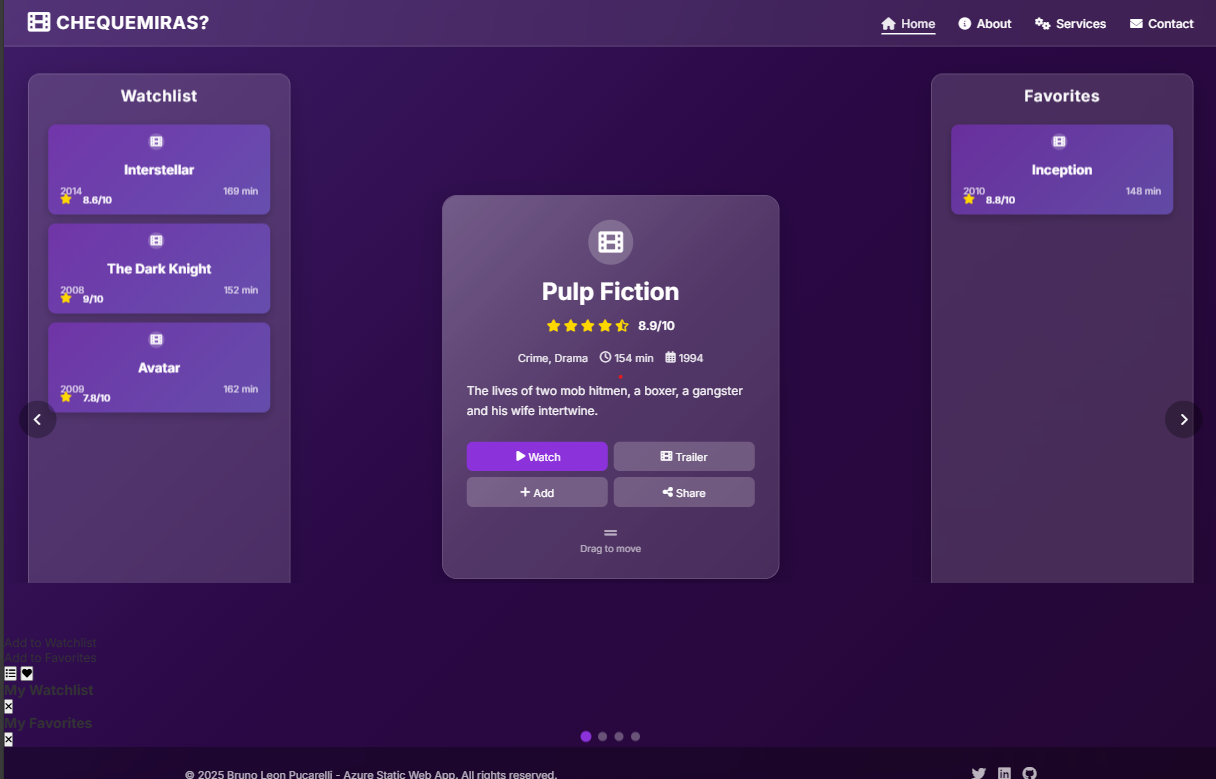 CHEQUEMIRAS?
Home
About
Services
Contact
Watchlist
Interstellar
2014
169 min
8.6/10
The Dark Knight
2008
152 min
9/10
Avatar
2009
162 min
7.8/10
Pulp Fiction
8.9/10
Crime, Drama 154 min 1994
The lives of two mob hitmen, a boxer, a gangster
and his wife intertwine.
Watch
Trailer
Add
Share
Drag to move
Favorites
Inception
2010
148 min
8.8/10
Add to Watchlist
Add to Favorites
My Watchlist
My Favorites
© 2025 Bruno Leon Pucarelli - Azure Static Web App. All rights reserved.